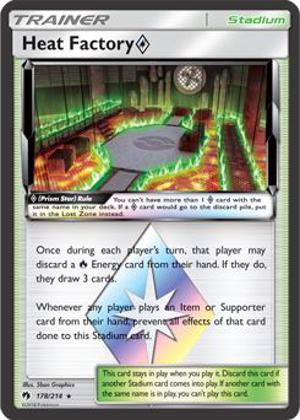 TRAINER
Stadium
Heat Factory ◇
◇ (Prism Star) Rule You can't have more than 1 ◇ card with the
same name in your deck. If a ◇ card would go to the discard pile, put
it in the Lost Zone instead.
Once during each player's turn, that player may
discard a Energy card from their hand. If they do,
they draw 3 cards.
Whenever any player plays an Item or Supporter
card from their hand, prevent all effects of that card
done to this Stadium card.
Illus. 5ban Graphics
178/214 ★
©2018 Pokémon
This card stays in play when you play it. Discard this card if
another Stadium card comes into play. If another card with
the same name is in play, you can't play this card.